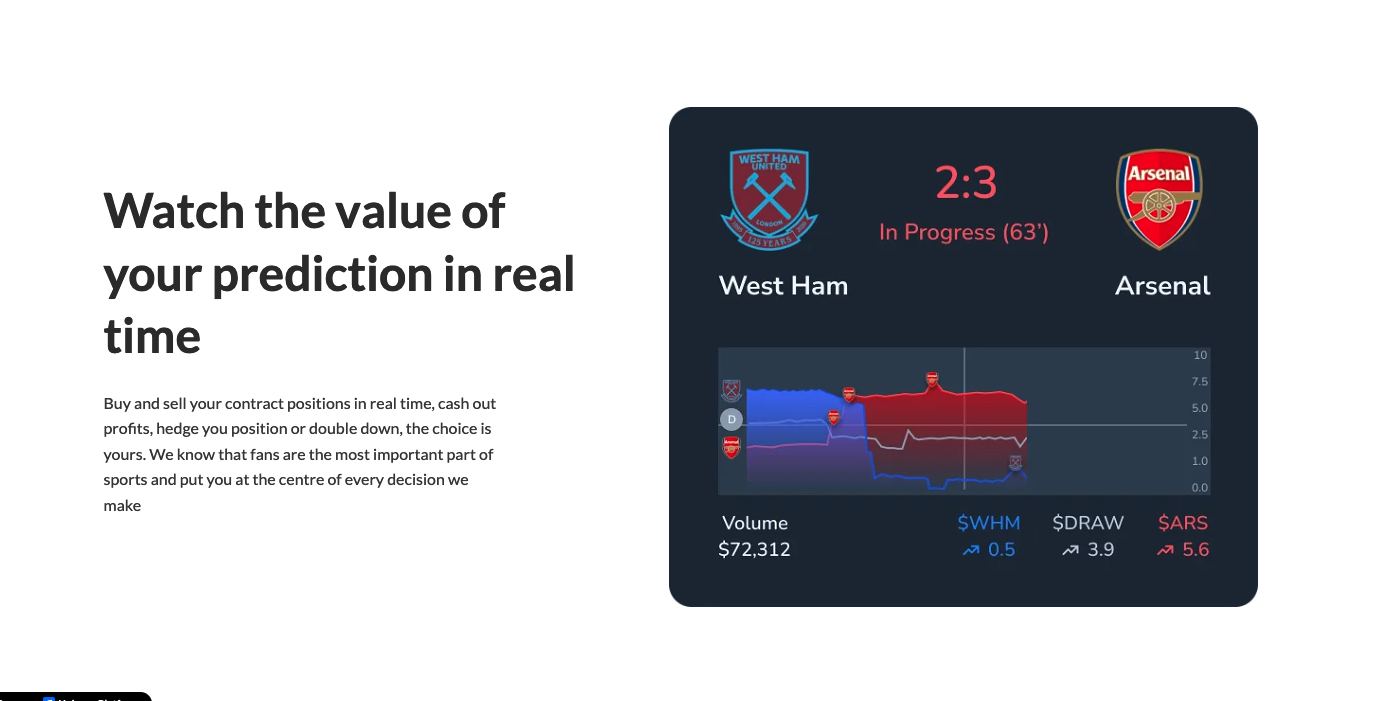 Watch the value of
your prediction in real
time
Buy and sell your contract positions in real time, cash out
profits, hedge you position or double down, the choice is
yours. We know that fans are the most important part of
sports and put you at the centre of every decision we
make
WEST HAM
UNITED
LONDON
125 YEARS
Arsenal
2:3
In Progress (63’)
West Ham
Arsenal
10
7.5
D
5.0
2.5
1.0
0.0
Volume
$WHM
$DRAW
$ARS
$72,312
0.5
3.9
5.6